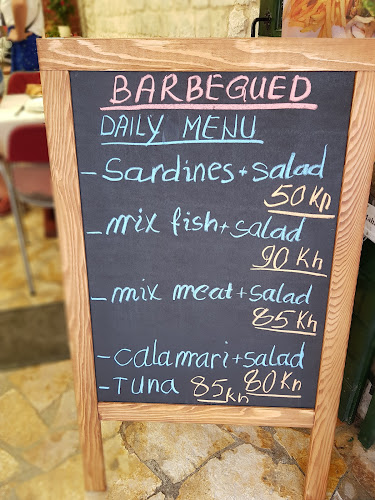 BARBEQUED
DAILY MENU
- Sardines + salad
50 Kn
- mix fish + salad
90 Kn
- mix meat + salad
85 Kn
- calamari + salad
80 Kn
- TUNA 85 Kn